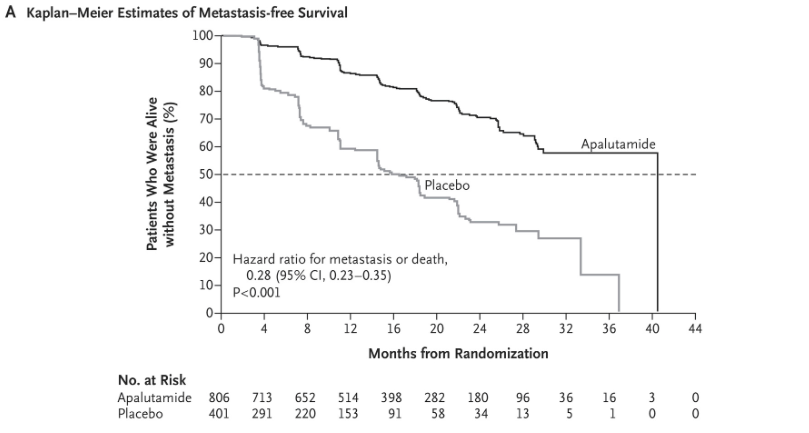 A Kaplan–Meier Estimates of Metastasis-free Survival
Patients Who Were Alive
without Metastasis (%)
100
90
80
70
60
50
40
30
20
10
0
Apalutamide
Placebo
Hazard ratio for metastasis or death,
0.28 (95% CI, 0.23–0.35)
P<0.001
0 4 8 12 16 20 24 28 32 36 40 44
Months from Randomization
No. at Risk
Apalutamide 806 713 652 514 398 282 180 96 36 16 3 0
Placebo 401 291 220 153 91 58 34 13 5 1 0 0